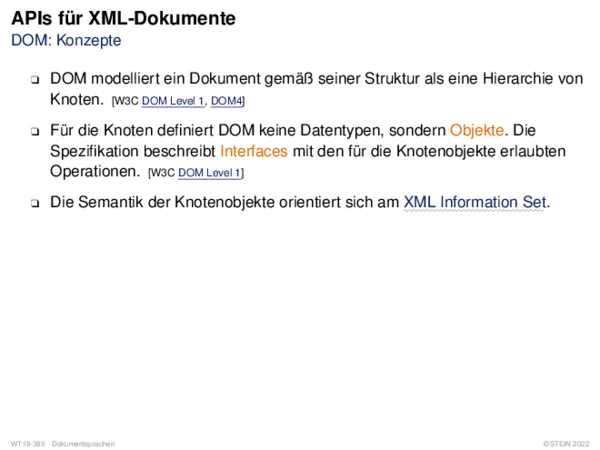 APIs für XML-Dokumente
DOM: Konzepte
❑ DOM modelliert ein Dokument gemäß seiner Struktur als eine Hierarchie von
Knoten. [W3C DOM Level 1, DOM4]
❑ Für die Knoten definiert DOM keine Datentypen, sondern Objekte. Die
Spezifikation beschreibt Interfaces mit den für die Knotenobjekte erlaubten
Operationen. [W3C DOM Level 1]
❑ Die Semantik der Knotenobjekte orientiert sich am XML Information Set.
WT:III-389 Dokumentsprachen
©STEIN 2022